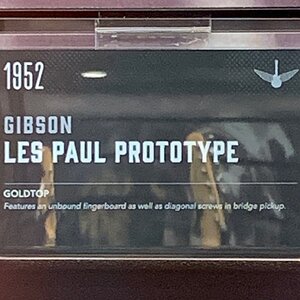 1952
GIBSON
LES PAUL PROTOTYPE
GOLDTOP
Features an unbound fingerboard as well as diagonal screws in bridge pickup.